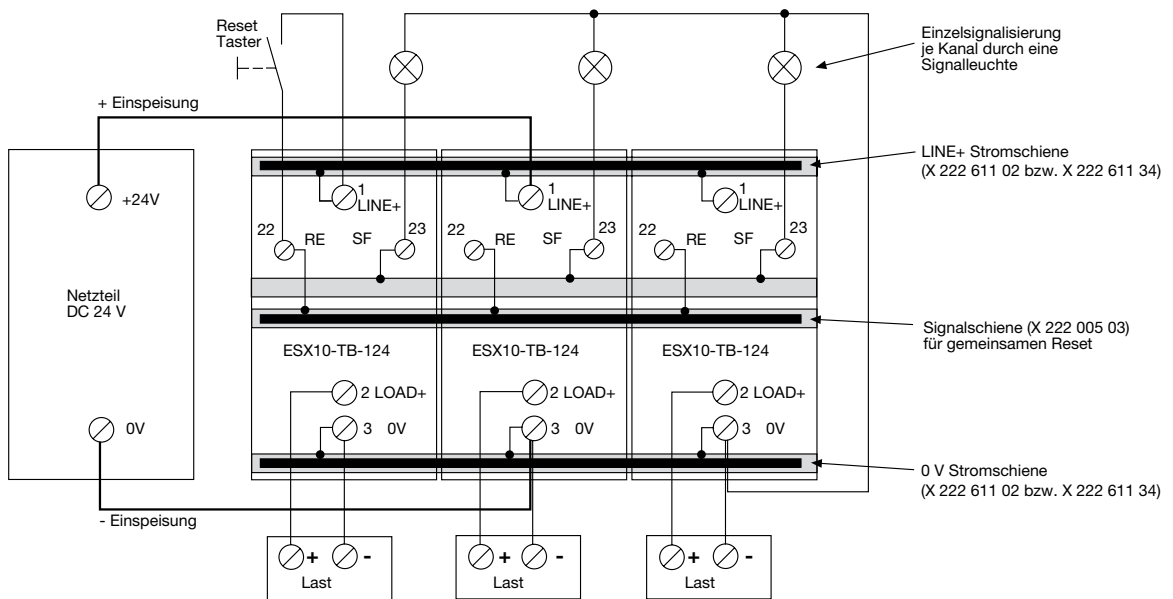 Reset
Taster
Einzelsignalisierung
je Kanal durch eine
Signalleuchte
+ Einspeisung
LINE+ Stromschiene
(X 222 611 02 bzw. X 222 611 34)
+24V
1
LINE+
1
LINE+
1
LINE+
22
RE
SF
23
22
RE
SF
23
22
RE
SF
23
Netzteil
DC 24 V
Signalschiene (X 222 005 03)
für gemeinsamen Reset
ESX10-TB-124
ESX10-TB-124
ESX10-TB-124
2 LOAD+
2 LOAD+
2 LOAD+
0V
3 0V
3 0V
3 0V
0 V Stromschiene
(X 222 611 02 bzw. X 222 611 34)
- Einspeisung
+ -
Last
+ -
Last
+ -
Last